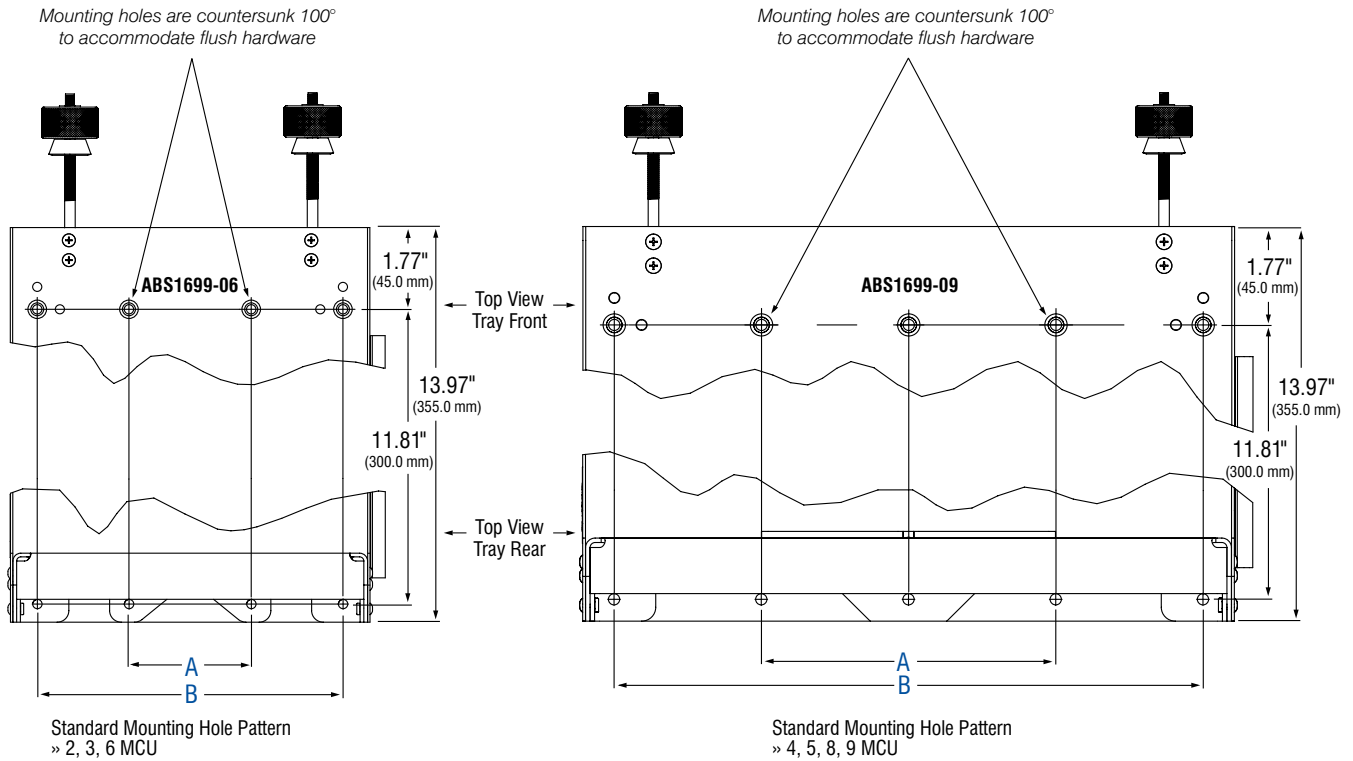 Mounting holes are countersunk 100°
to accommodate flush hardware
Mounting holes are countersunk 100°
to accommodate flush hardware
ABS1699-06
1.77"
(45.0 mm)
13.97"
(355.0 mm)
11.81"
(300.0 mm)
Top View
Tray Front
Top View
Tray Rear
ABS1699-09
1.77"
(45.0 mm)
13.97"
(355.0 mm)
11.81"
(300.0 mm)
A
B
A
B
Standard Mounting Hole Pattern
» 2, 3, 6 MCU
Standard Mounting Hole Pattern
» 4, 5, 8, 9 MCU